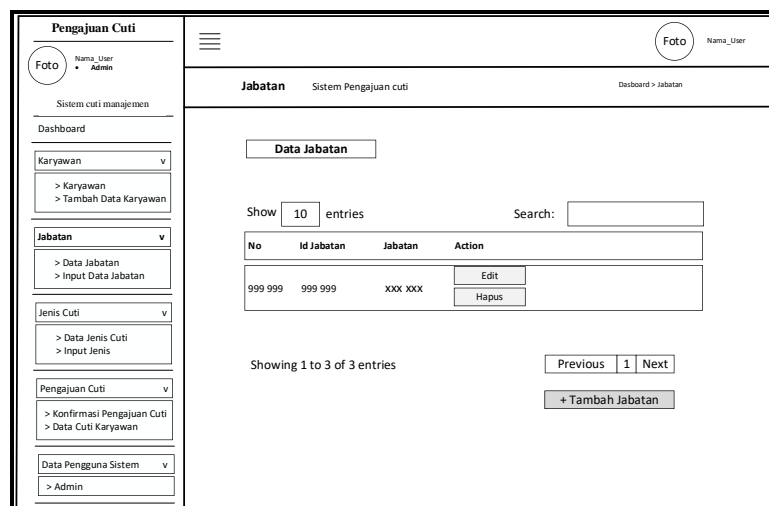 Pengajuan Cuti
Foto
Nama_User
• Admin
Sistem cuti manajemen
Dashboard
Karyawan v
> Karyawan
> Tambah Data Karyawan
Jabatan v
> Data Jabatan
> Input Data Jabatan
Jenis Cuti v
> Data Jenis Cuti
> Input Jenis
Pengajuan Cuti v
> Konfirmasi Pengajuan Cuti
> Data Cuti Karyawan
Data Pengguna Sistem v
> Admin
Foto Nama_User
Jabatan Sistem Pengajuan cuti Dasboard > Jabatan
Data Jabatan
Show 10 entries Search:
No Id Jabatan Jabatan Action
999 999 999 999 XXX XXX Edit
Hapus
Showing 1 to 3 of 3 entries Previous 1 Next
+ Tambah Jabatan